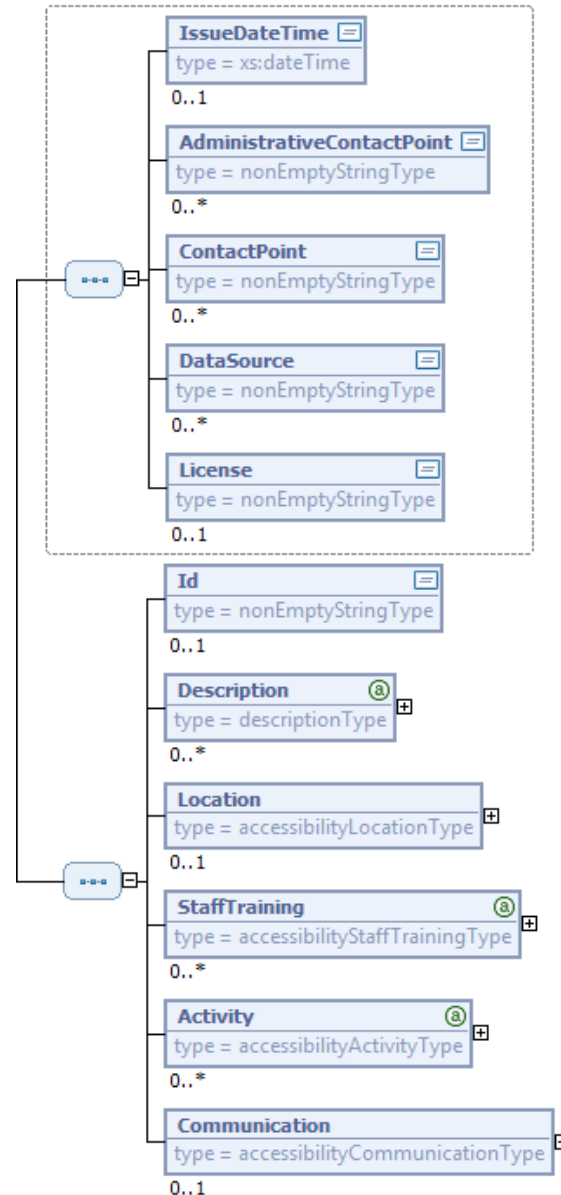 IssueDateTime
type = xs:dateTime
0..1
AdministrativeContactPoint
type = nonEmptyStringType
0..*
ContactPoint
type = nonEmptyStringType
0..*
DataSource
type = nonEmptyStringType
0..*
License
type = nonEmptyStringType
0..1
Id
type = nonEmptyStringType
0..1
Description
a
type = descriptionType
0..*
Location
type = accessibilityLocationType
0..1
StaffTraining
a
type = accessibilityStaffTrainingType
0..*
Activity
a
type = accessibilityActivityType
0..*
Communication
type = accessibilityCommunicationType
0..1